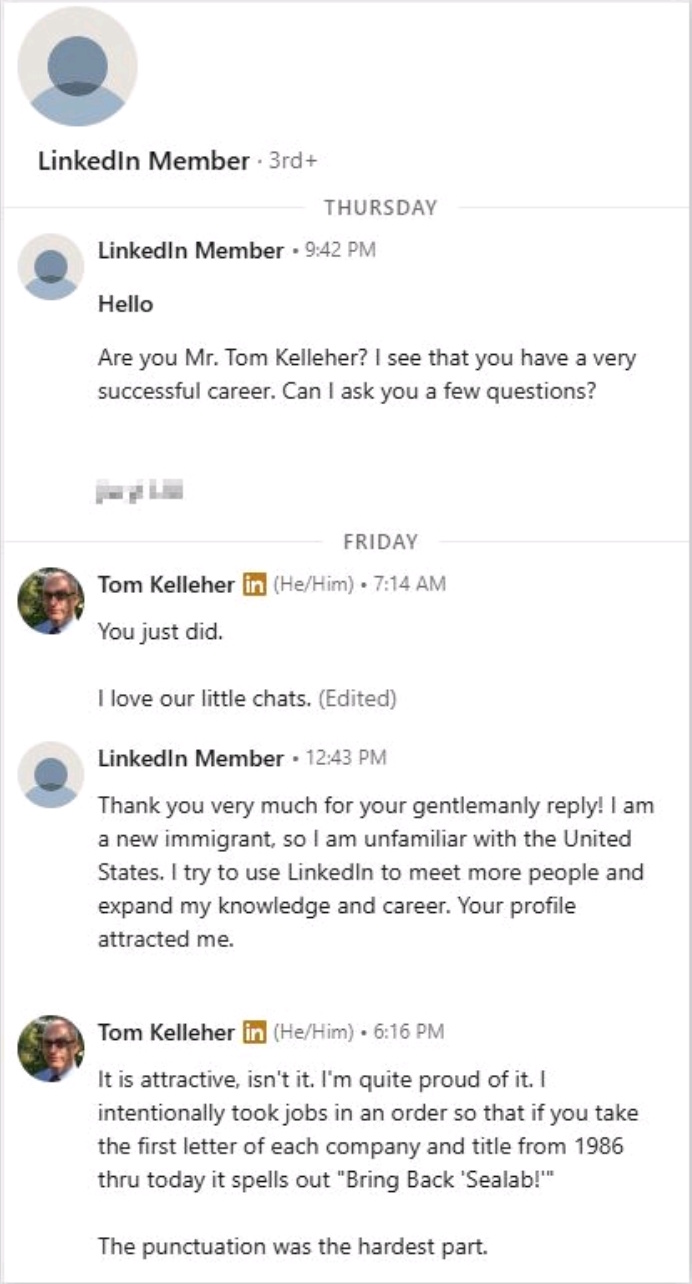 LinkedIn Member · 3rd+
THURSDAY
LinkedIn Member • 9:42 PM
Hello
Are you Mr. Tom Kelleher? I see that you have a very
successful career. Can I ask you a few questions?
FRIDAY
Tom Kelleher in (He/Him) • 7:14 AM
You just did.
I love our little chats. (Edited)
LinkedIn Member • 12:43 PM
Thank you very much for your gentlemanly reply! I am
a new immigrant, so I am unfamiliar with the United
States. I try to use LinkedIn to meet more people and
expand my knowledge and career. Your profile
attracted me.
Tom Kelleher in (He/Him) • 6:16 PM
It is attractive, isn't it. I'm quite proud of it. I
intentionally took jobs in an order so that if you take
the first letter of each company and title from 1986
thru today it spells out "Bring Back 'Sealab!'"
The punctuation was the hardest part.